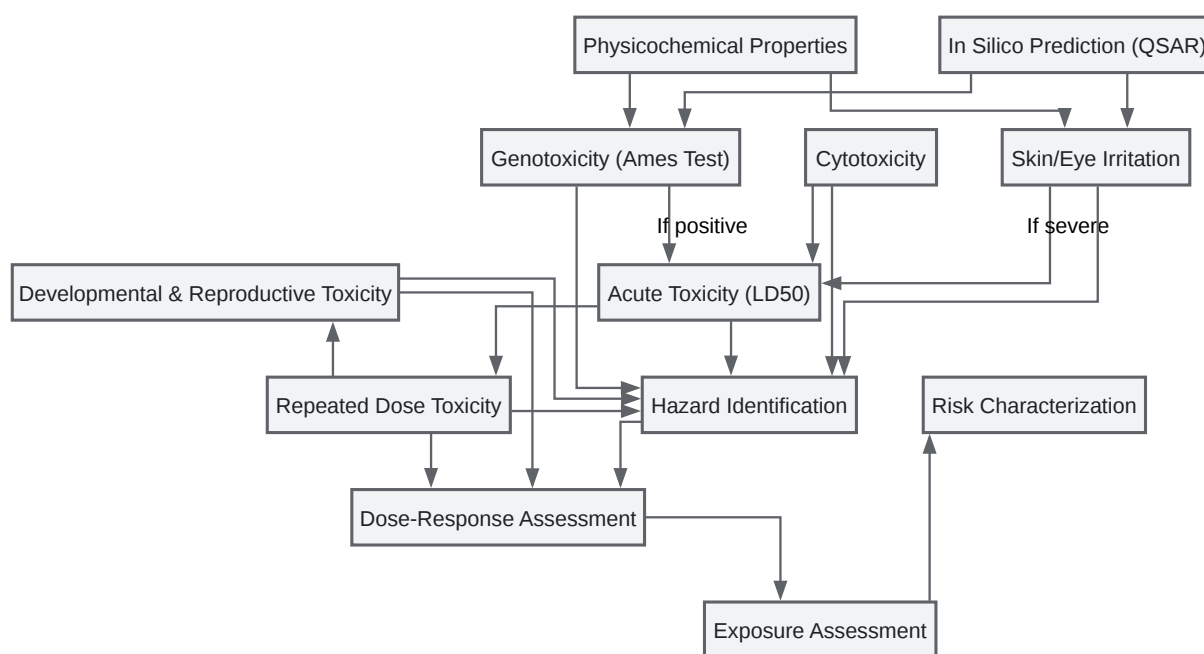 Physicochemical Properties
In Silico Prediction (QSAR)
Genotoxicity (Ames Test)
Cytotoxicity
Skin/Eye Irritation
If positive
If severe
Developmental & Reproductive Toxicity
Acute Toxicity (LD50)
Repeated Dose Toxicity
Hazard Identification
Risk Characterization
Dose-Response Assessment
Exposure Assessment